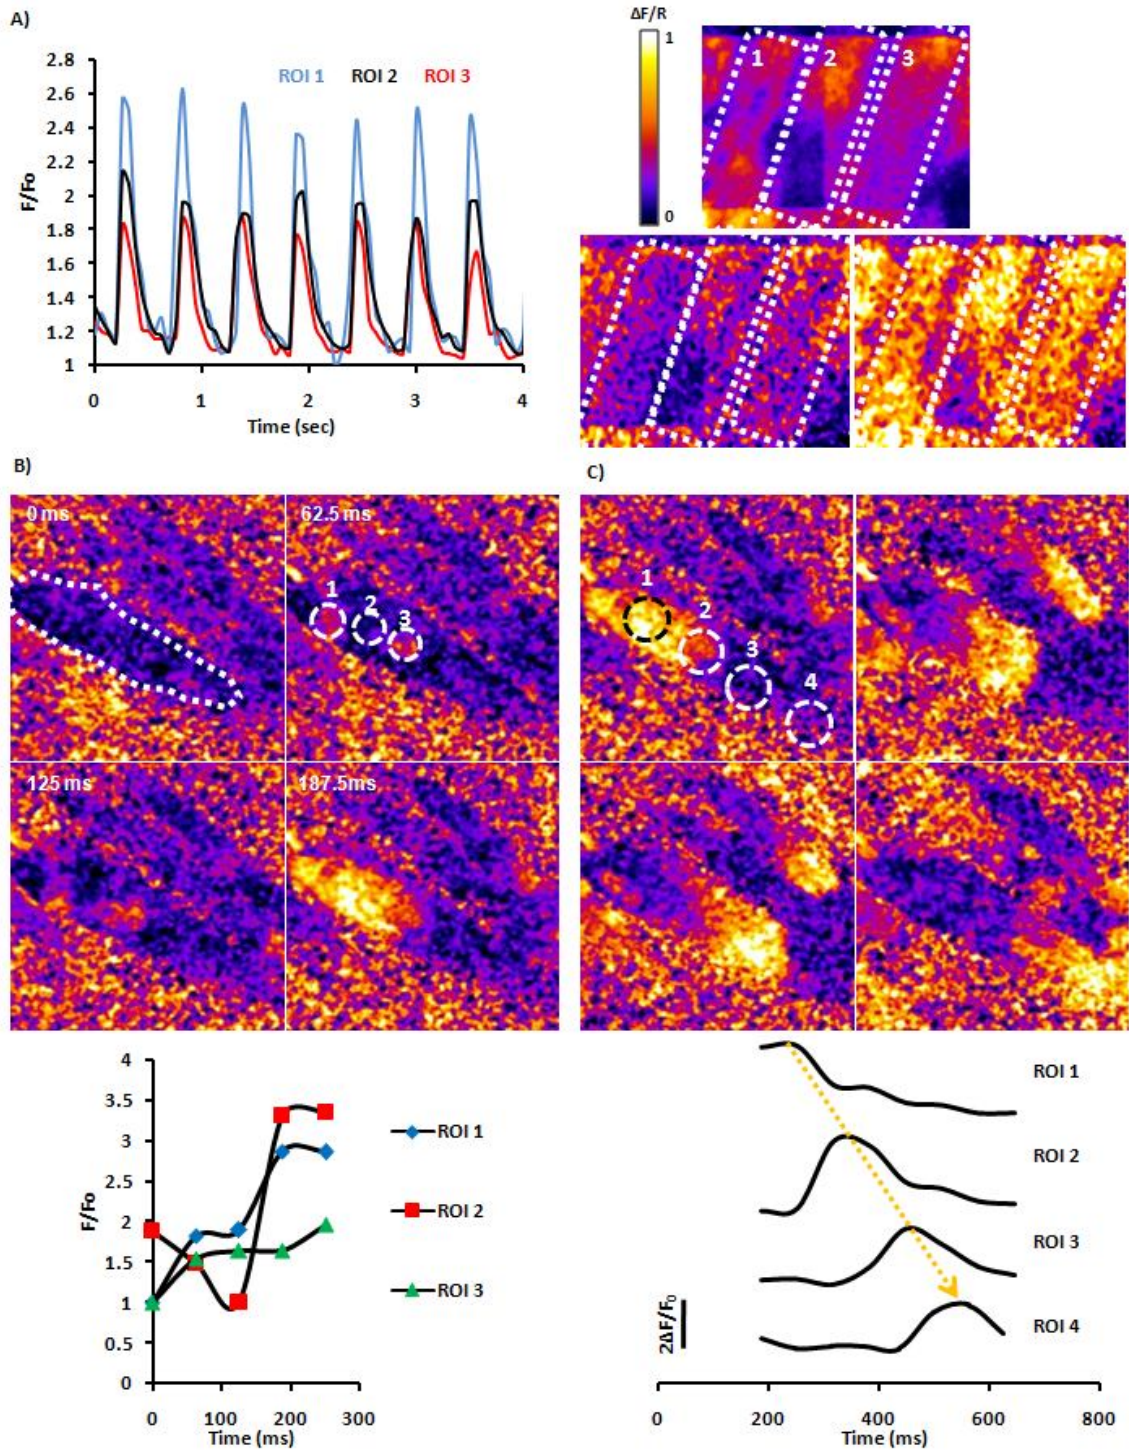 A)
2.8
2.6
2.4
2.2
2
1.8
1.6
1.4
1.2
1
F/Fo
ROI 1 ROI 2 ROI 3
0 1 2 3 4
Time (sec)
ΔF/R
1
0
1 2 3
B)
0 ms
62.5 ms
1
2
3
125 ms
187.5ms
C)
1
2
3
4
4
3.5
3
2.5
2
1.5
1
0.5
0
F/Fo
ROI 1
ROI 2
ROI 3
0 100 200 300
Time (ms)
ROI 1
ROI 2
ROI 3
ROI 4
2ΔF/F₀
0 200 400 600 800
Time (ms)